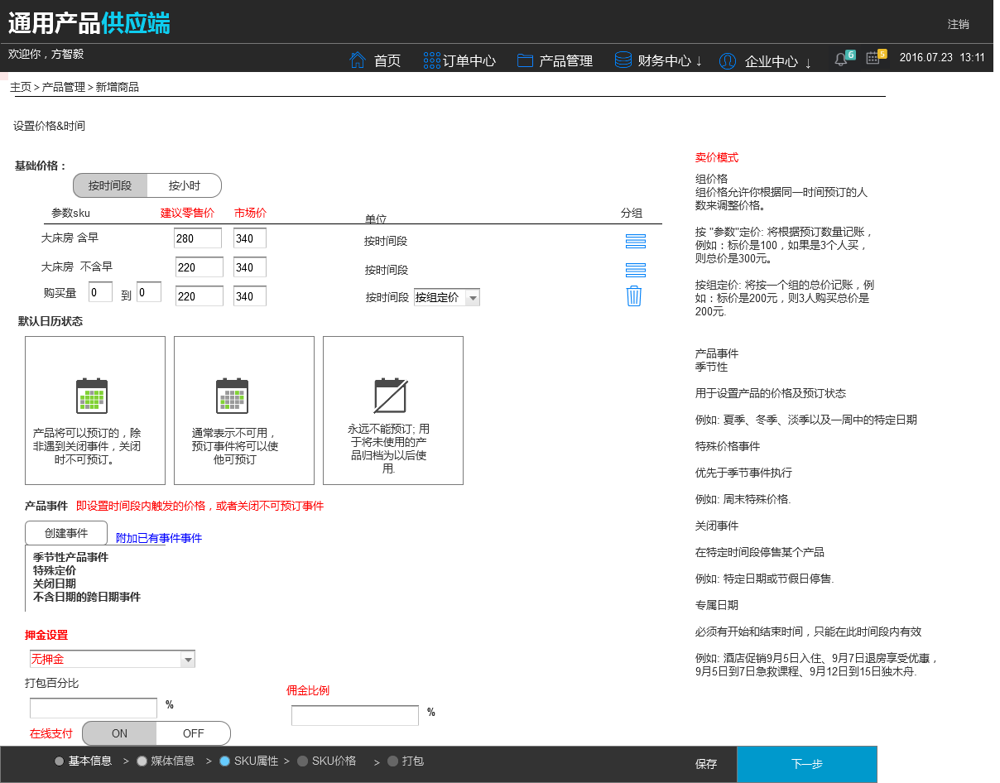 通用产品供应端
注销
欢迎你，方智毅
首页 订单中心 产品管理 财务中心 ↓ 企业中心 ↓ 6 5 2016.07.23 13:11
主页 > 产品管理 > 新增商品
设置价格&时间
基础价格：
按时间段 按小时
参数sku 建议零售价 市场价 单位 分组
大床房 含早 280 340 按时间段
大床房 不含早 220 340 按时间段
购买量 0 到 0 220 340 按时间段 按组定价
默认日历状态
产品将可以预订的，除
非遇到关闭事件，关闭
时不可预订。
通常表示不可用，
预订事件将可以使
他可预订
永远不能预订; 用
于将未使用的产
品归档为以后使
用.
产品事件 即设置时间段内触发的价格，或者关闭不可预订事件
创建事件 附加已有事件事件
季节性产品事件
特殊定价
关闭日期
不含日期的跨日期事件
押金设置
无押金
打包百分比
%
佣金比例
%
在线支付 ON OFF
卖价模式
组价格
组价格允许你根据同一时间预订的人
数来调整价格。
按 "参数"定价: 将根据预订数量记账，
例如：标价是100，如果是3个人买，
则总价是300元。
按组定价: 将按一个组的总价记账，例
如：标价是200元，则3人购买总价是
200元.
产品事件
季节性
用于设置产品的价格及预订状态
例如: 夏季、冬季、淡季以及一周中的特定日期
特殊价格事件
优先于季节事件执行
例如: 周末特殊价格.
关闭事件
在特定时间段停售某个产品
例如: 特定日期或节假日停售.
专属日期
必须有开始和结束时间，只能在此时间段内有效
例如: 酒店促销9月5日入住、9月7日退房享受优惠，
9月5日到7日急救课程、9月12日到15日独木舟.
基本信息 > 媒体信息 > SKU属性 > SKU价格 > 打包 保存 下一步